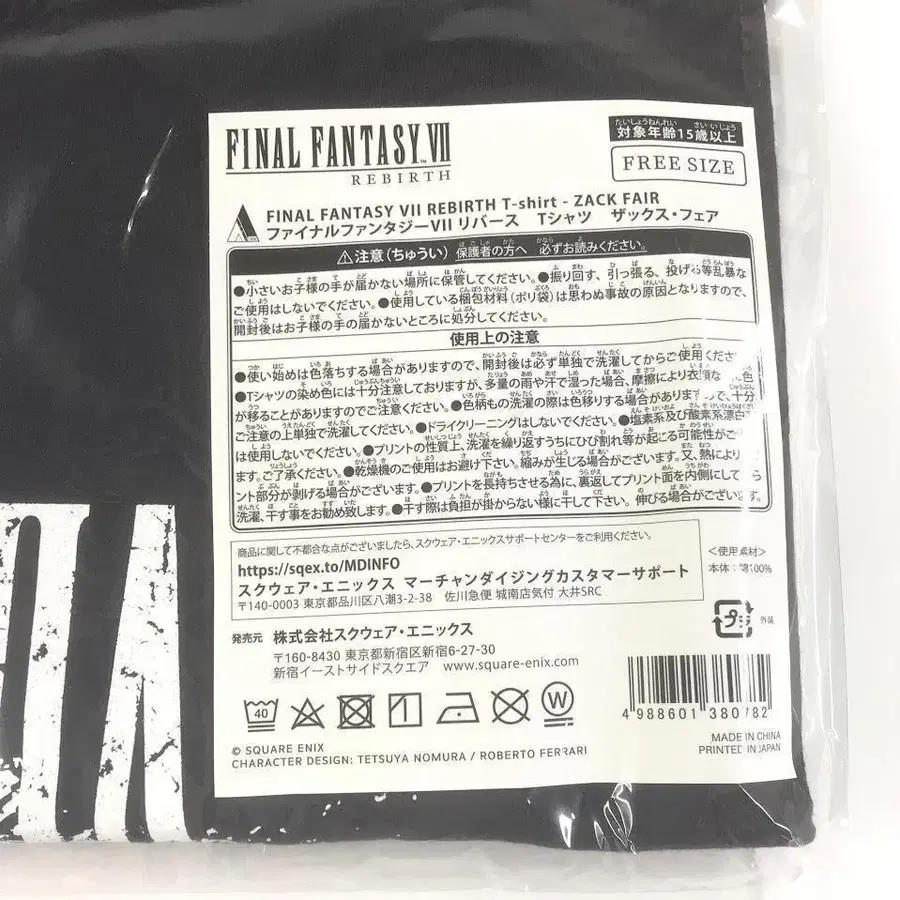 FINAL FANTASY VII
REBIRTH
対象年齢15歳以上
FREE SIZE
FINAL FANTASY VII REBIRTH T-shirt - ZACK FAIR
ファイナルファンタジーVII リバース Tシャツ ザックス・フェア
⚠注意(ちゅうい) 保護者の方へ 必ずお読みください。
●小さいお子様の手が届かない場所に保管してください。●振り回す、引っ張る、投げる等乱暴な
ご使用はしないでください。●使用している梱包材料(ポリ袋)は思わぬ事故の原因となりますので、
開封後はお子様の手の届かないところに処分してください。
使用上の注意
●使い始めは色落ちする場合がありますので、開封後は必ず単独で洗濯してからご使用くださ
●Tシャツの染め色には十分注意しておりますが、多量の雨や汗で湿った場合、摩擦により衣類な 色
が移ることがありますのでご注意ください。●色柄もの洗濯の際は色移りする場合がありますので、十分
ご注意の上単独で洗濯してください。●ドライクリーニングはしないでください。●塩素系及び酸素系漂白
は使用しないでください。●プリントの性質上、洗濯を繰り返すうちにひび割れ等が起こる可能性がご
ます。ご了承ください。●乾燥機のご使用はお避け下さい。縮みが生じる場合がございます。又、熱により
ント部分が剥げる場合がございます。●プリントを長持ちさせる為に、裏返してプリント面を内側にして
洗濯、干す事をお勧め致します。●干す際は負担が掛からない様に干して下さい。伸びる場合がございます。
商品に関して不都合な点がございましたら、スクウェア・エニックスサポートセンターをご利用ください。
https://sqex.to/MDINFO
スクウェア・エニックス マーチャンダイジングカスタマーサポート
〒140-0003 東京都品川区八潮3-2-38 佐川急便 城南店気付 大井SRC
<使用素材>
本体:綿100%
プラ 外装
発売元 株式会社スクウェア・エニックス
〒160-8430 東京都新宿区新宿6-27-30
新宿イーストサイドスクエア www.square-enix.com
40
W
4 988601 380782
© SQUARE ENIX
CHARACTER DESIGN: TETSUYA NOMURA / ROBERTO FERRARI
MADE IN CHINA
PRINTED IN JAPAN